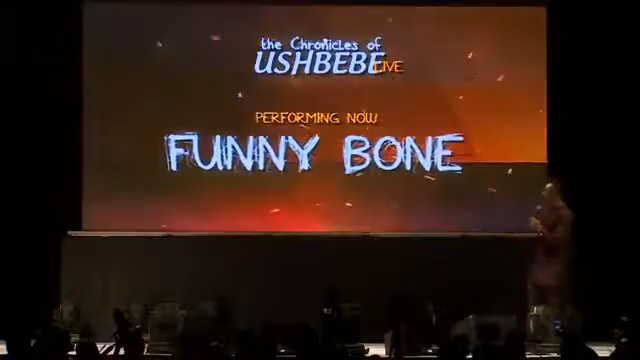 the Chronicles of
USHBEBE LIVE
PERFORMING NOW
FUNNY BONE